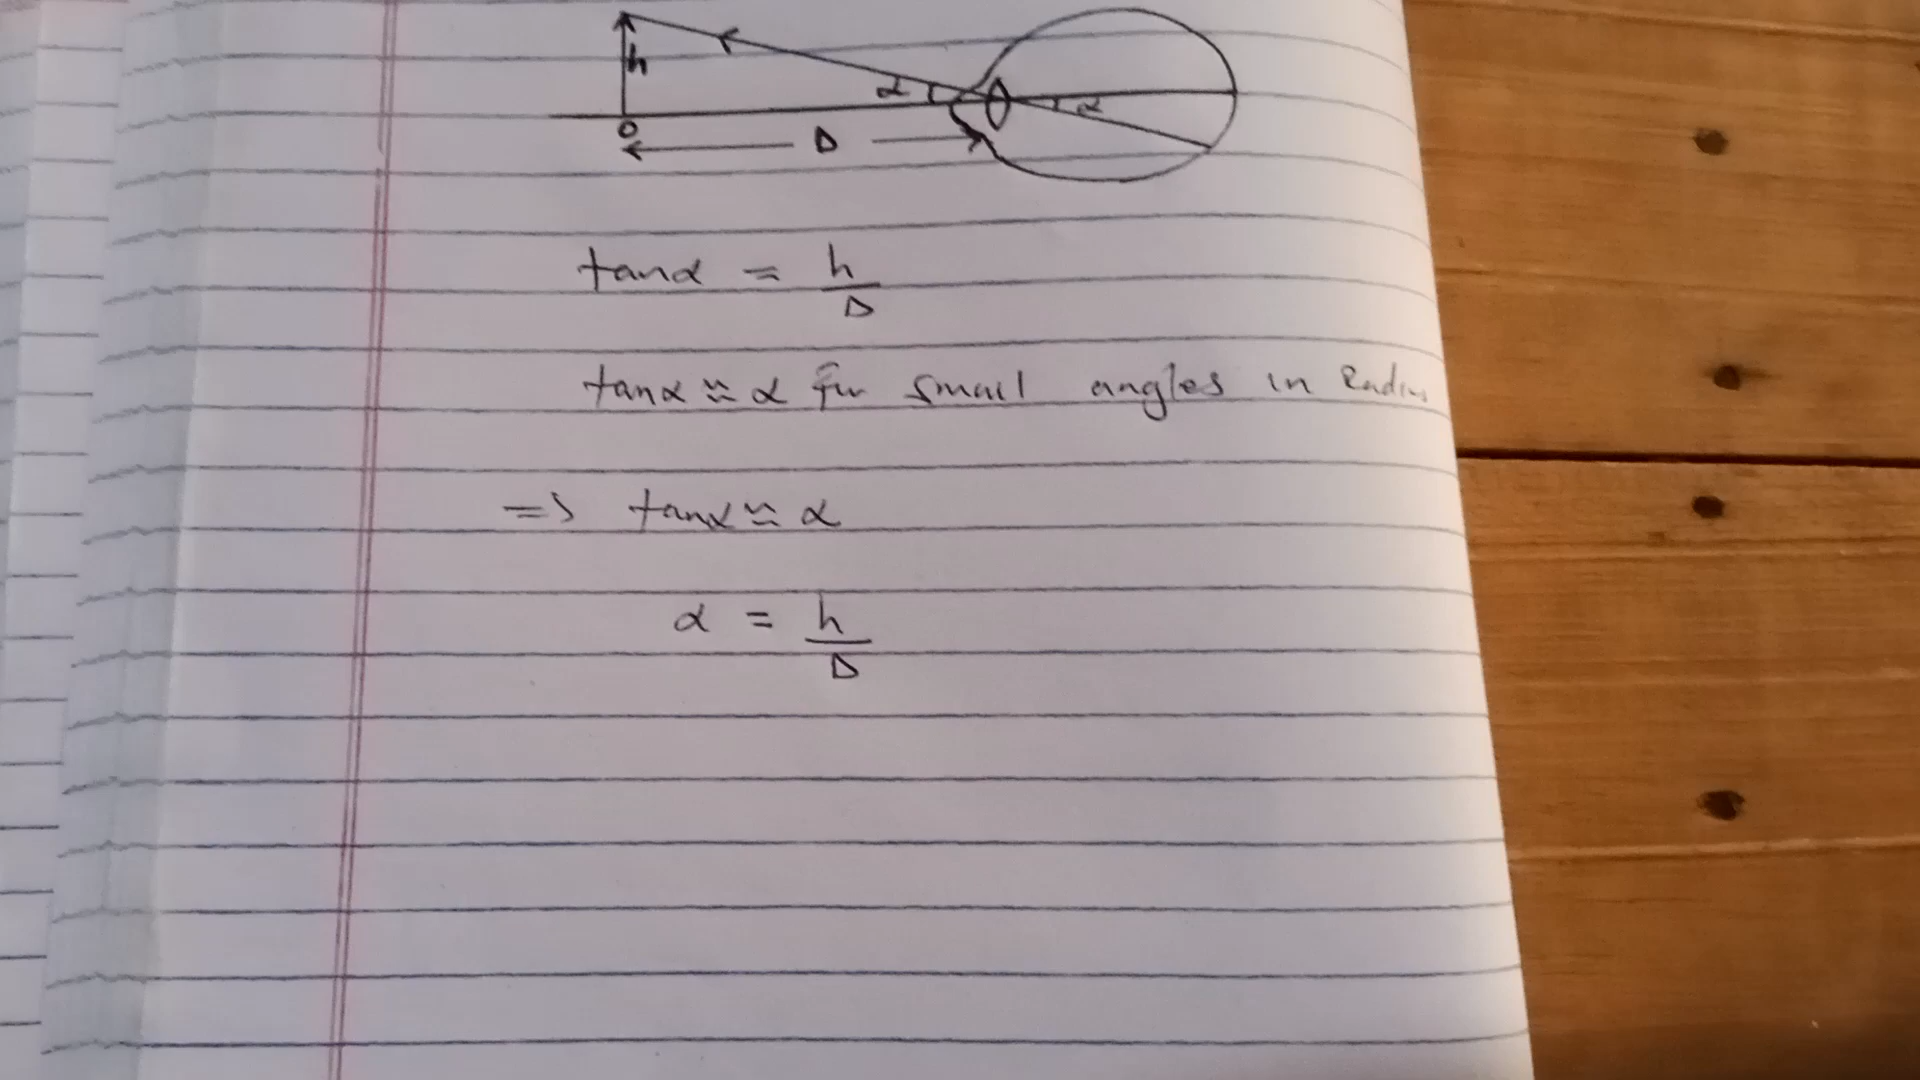 h
α
α
O
D
tanα = h/D
tanα ≈ α for small angles in
=> tanα ≈ α
α = h/D